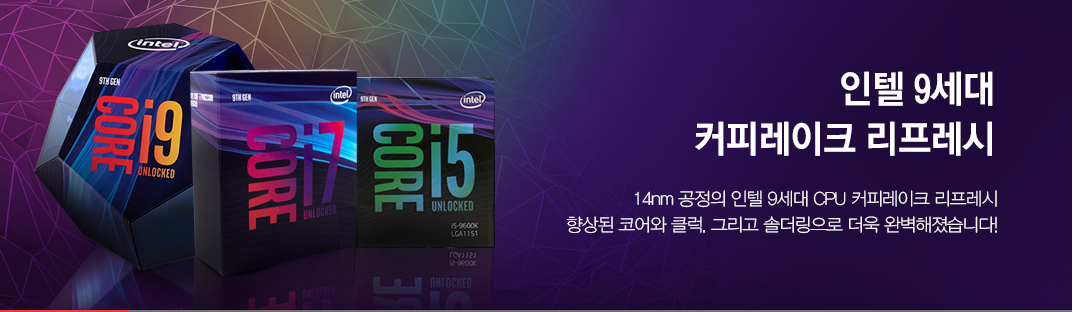 intel
9TH GEN
CORE i9
UNLOCKED
9TH GEN
intel
CORE i7
UNLOCKED
9TH GEN
intel
CORE i5
UNLOCKED
I5-9600K
LGA1151
인텔 9세대
커피레이크 리프레시
14nm 공정의 인텔 9세대 CPU 커피레이크 리프레시
향상된 코어와 클럭, 그리고 솔더링으로 더욱 완벽해졌습니다!